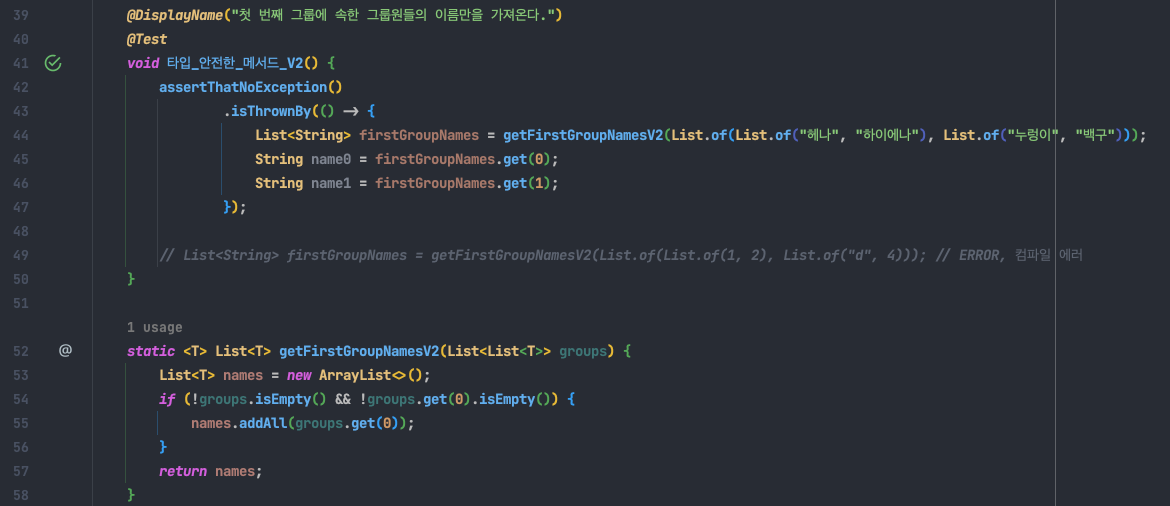 39 @DisplayName("첫 번째 그룹에 속한 그룹원들의 이름만을 가져온다.")
40 @Test
41 void 타입_안전한_메서드_V2() {
42 assertThatNoException()
43 .isThrownBy(() -> {
44 List<String> firstGroupNames = getFirstGroupNamesV2(List.of(List.of("헤나", "하이에나"), List.of("누렁이", "백구")));
45 String name0 = firstGroupNames.get(0);
46 String name1 = firstGroupNames.get(1);
47 });
48
49 // List<String> firstGroupNames = getFirstGroupNamesV2(List.of(List.of(1, 2), List.of("d", 4))); // ERROR, 컴파일 에러
50 }
51
1 usage
52 @ static <T> List<T> getFirstGroupNamesV2(List<List<T>> groups) {
53 List<T> names = new ArrayList<>();
54 if (!groups.isEmpty() && !groups.get(0).isEmpty()) {
55 names.addAll(groups.get(0));
56 }
57 return names;
58 }